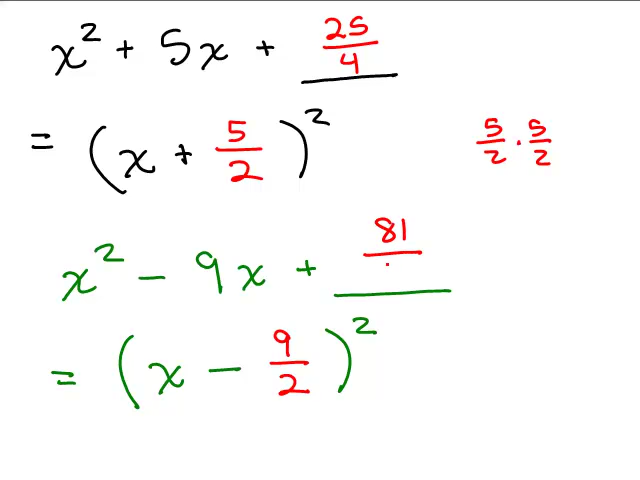 x² + 5x + 25/4
= (x + 5/2)²
5/2 · 5/2
x² - 9x + 81/
= (x - 9/2)²